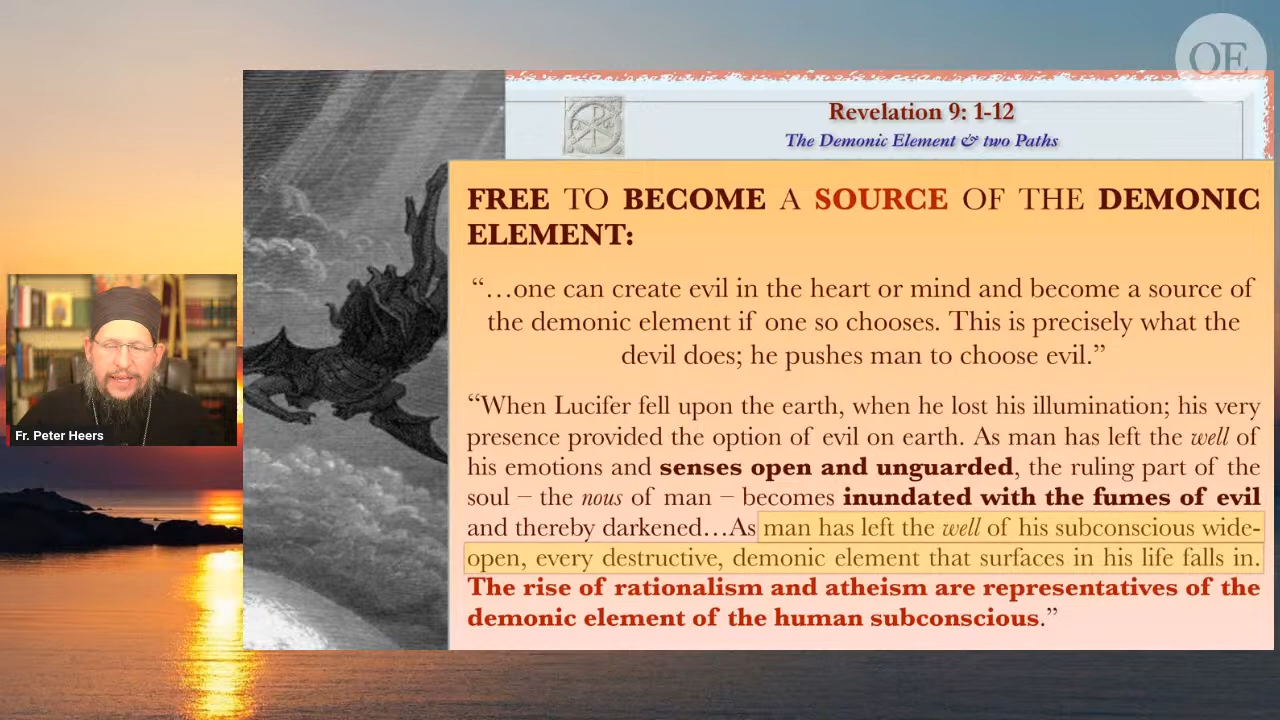 OE
Revelation 9: 1-12
The Demonic Element & two Paths
FREE TO BECOME A SOURCE OF THE DEMONIC
ELEMENT:
“…one can create evil in the heart or mind and become a source of
the demonic element if one so chooses. This is precisely what the
devil does; he pushes man to choose evil.”
“When Lucifer fell upon the earth, when he lost his illumination; his very
presence provided the option of evil on earth. As man has left the well of
his emotions and senses open and unguarded, the ruling part of the
soul – the nous of man – becomes inundated with the fumes of evil
and thereby darkened…As man has left the well of his subconscious wide-
open, every destructive, demonic element that surfaces in his life falls in.
The rise of rationalism and atheism are representatives of the
demonic element of the human subconscious.”
Fr. Peter Heers